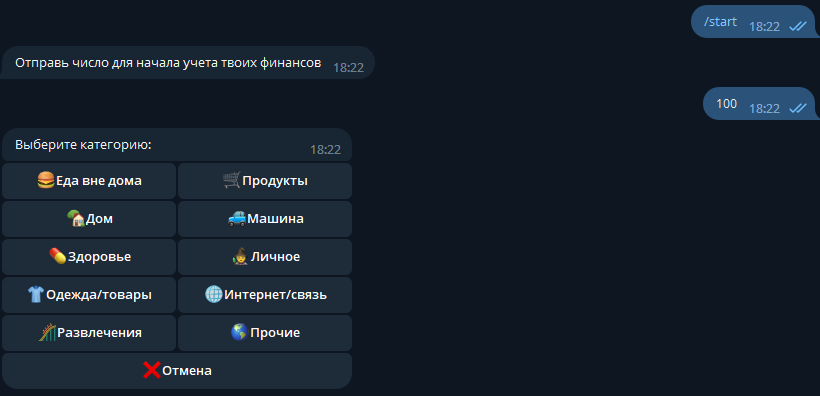 /start 18:22
Отправь число для начала учета твоих финансов 18:22
100 18:22
Выберите категорию: 18:22
Еда вне дома Продукты
Дом Машина
Здоровье Личное
Одежда/товары Интернет/связь
Развлечения Прочие
Отмена